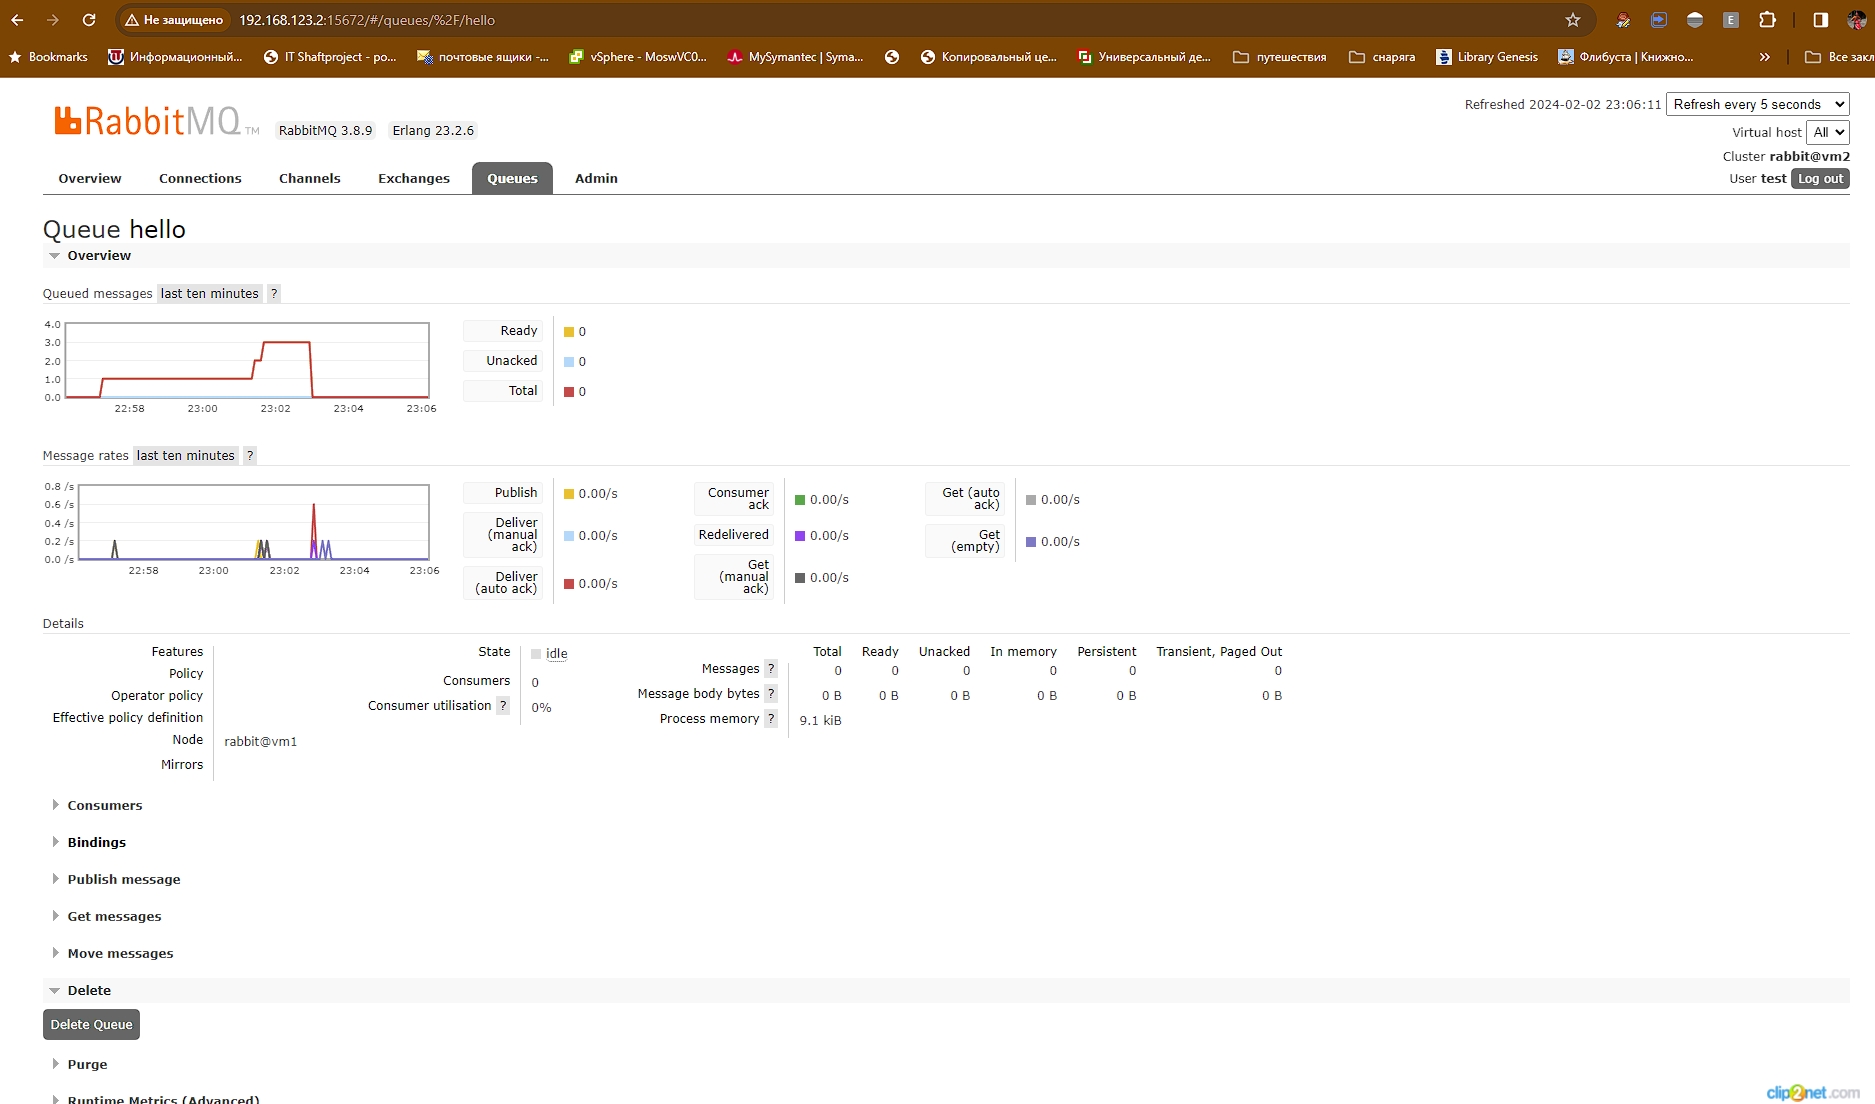 Не защищено 192.168.123.2:15672/#/queues/%2F/hello E
Bookmarks Информационный... IT Shaftproject - po... почтовые ящики -... vSphere - MoswVC0... MySymantec | Syma... Копировальный це... Универсальный де... путешествия снаряга Library Genesis Флибуста | Книжно... » Все закл
RabbitMQ TM RabbitMQ 3.8.9 Erlang 23.2.6
Refreshed 2024-02-02 23:06:11 Refresh every 5 seconds
Virtual host All
Cluster rabbit@vm2
User test Log out
Overview Connections Channels Exchanges Queues Admin
Queue hello
Overview
Queued messages last ten minutes ?
4.0
3.0
2.0
1.0
0.0
22:58 23:00 23:02 23:04 23:06
Ready 0
Unacked 0
Total 0
Message rates last ten minutes ?
0.8 /s
0.6 /s
0.4 /s
0.2 /s
0.0 /s
22:58 23:00 23:02 23:04 23:06
Publish 0.00/s
Deliver (manual ack) 0.00/s
Deliver (auto ack) 0.00/s
Consumer ack 0.00/s
Redelivered 0.00/s
Get (manual ack) 0.00/s
Get (auto ack) 0.00/s
Get (empty) 0.00/s
Details
Features
Policy
Operator policy
Effective policy definition
Node rabbit@vm1
Mirrors
State idle
Consumers 0
Consumer utilisation ? 0%
Total Ready Unacked In memory Persistent Transient, Paged Out
Messages ? 0 0 0 0 0 0
Message body bytes ? 0 B 0 B 0 B 0 B 0 B 0 B
Process memory ? 9.1 kiB
Consumers
Bindings
Publish message
Get messages
Move messages
Delete
Delete Queue
Purge
Runtime Metrics (Advanced)
clip2net.com